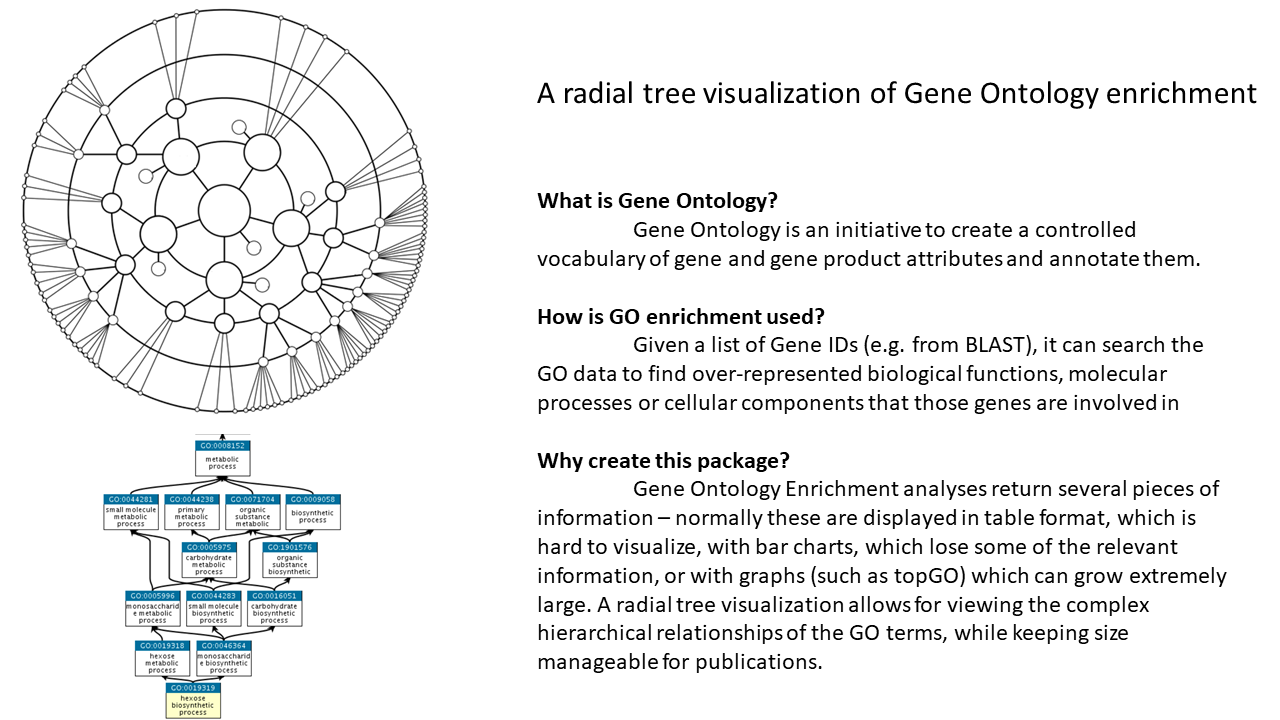 A radial tree visualization of Gene Ontology enrichment
What is Gene Ontology?
Gene Ontology is an initiative to create a controlled
vocabulary of gene and gene product attributes and annotate them.
How is GO enrichment used?
Given a list of Gene IDs (e.g. from BLAST), it can search the
GO data to find over-represented biological functions, molecular
processes or cellular components that those genes are involved in
Why create this package?
Gene Ontology Enrichment analyses return several pieces of
information – normally these are displayed in table format, which is
hard to visualize, with bar charts, which lose some of the relevant
information, or with graphs (such as topGO) which can grow extremely
large. A radial tree visualization allows for viewing the complex
hierarchical relationships of the GO terms, while keeping size
manageable for publications.
GO:0008152
metabolic
process
GO:0044281
small molecule
metabolic
process
GO:0044238
primary
metabolic
process
GO:0071704
organic
substance
metabolic
GO:0009058
biosynthetic
process
GO:0005975
carbohydrate
metabolic
process
GO:1901576
organic
substance
biosynthetic
GO:0005996
monosaccharid
e metabolic
process
GO:0044283
small molecule
biosynthetic
process
GO:0016051
carbohydrate
biosynthetic
process
GO:0019318
hexose
metabolic
process
GO:0046364
monosaccharid
e biosynthetic
process
GO:0019319
hexose
biosynthetic
process